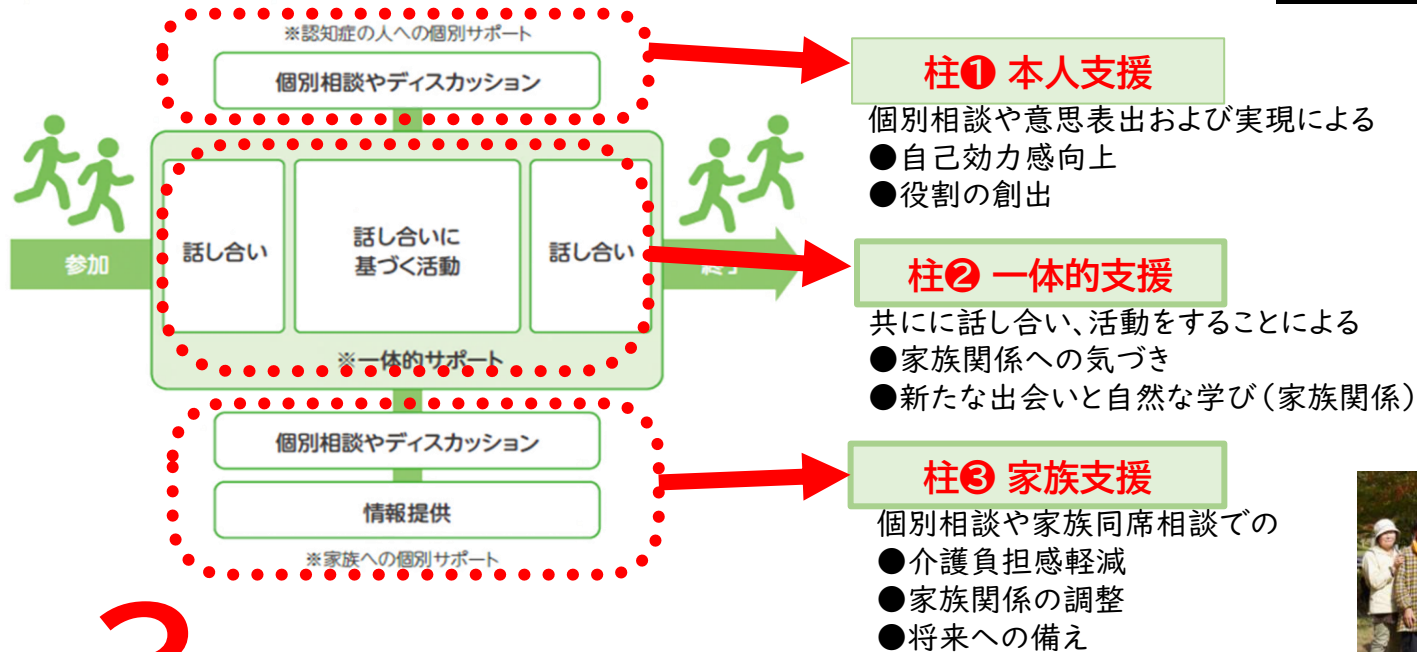 ※認知症の人への個別サポート
個別相談やディスカッション
参加
話し合い
話し合いに
基づく活動
話し合い
終了
※一体的サポート
個別相談やディスカッション
情報提供
※家族への個別サポート
柱❶ 本人支援
個別相談や意思表出および実現による
●自己効力感向上
●役割の創出
柱❷ 一体的支援
共にに話し合い、活動をすることによる
●家族関係への気づき
●新たな出会いと自然な学び(家族関係)
柱❸ 家族支援
個別相談や家族同席相談での
●介護負担感軽減
●家族関係の調整
●将来への備え